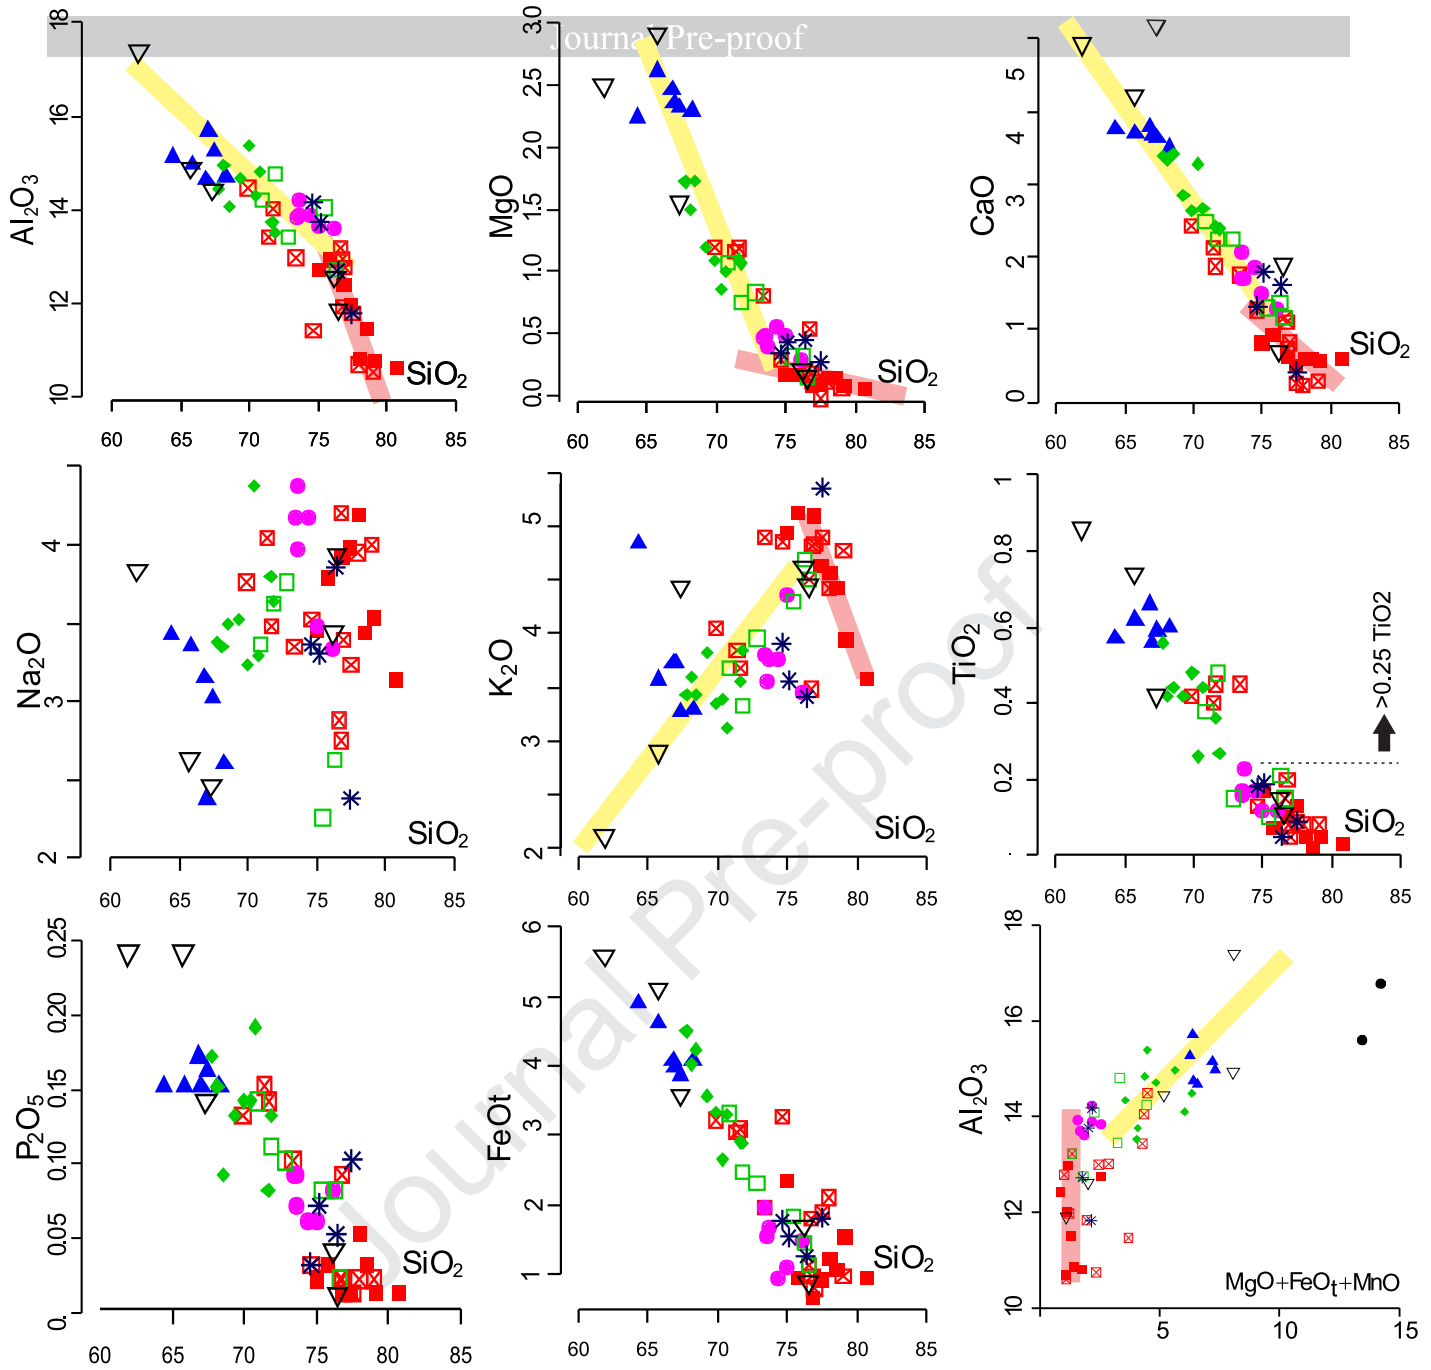 Journal Pre-proof
18
16
14
12
10
Al2O3
SiO2
60 65 70 75 80 85
3.0
2.5
2.0
1.5
1.0
0.5
0.0
MgO
SiO2
60 65 70 75 80 85
5
4
3
2
1
0
CaO
SiO2
60 65 70 75 80 85
4
3
2
Na2O
SiO2
60 65 70 75 80 85
5
4
3
2
K2O
SiO2
60 65 70 75 80 85
1
0.8
0.6
0.4
0.2
.
TiO2
>0.25 TiO2
SiO2
60 65 70 75 80 85
0.25
0.20
0.15
0.10
0.05
0.
P2O5
SiO2
60 65 70 75 80 85
6
5
4
3
2
1
FeOt
SiO2
60 65 70 75 80 85
18
16
14
12
10
Al2O3
MgO+FeOt+MnO
5 10 15
Journal Pre-proof